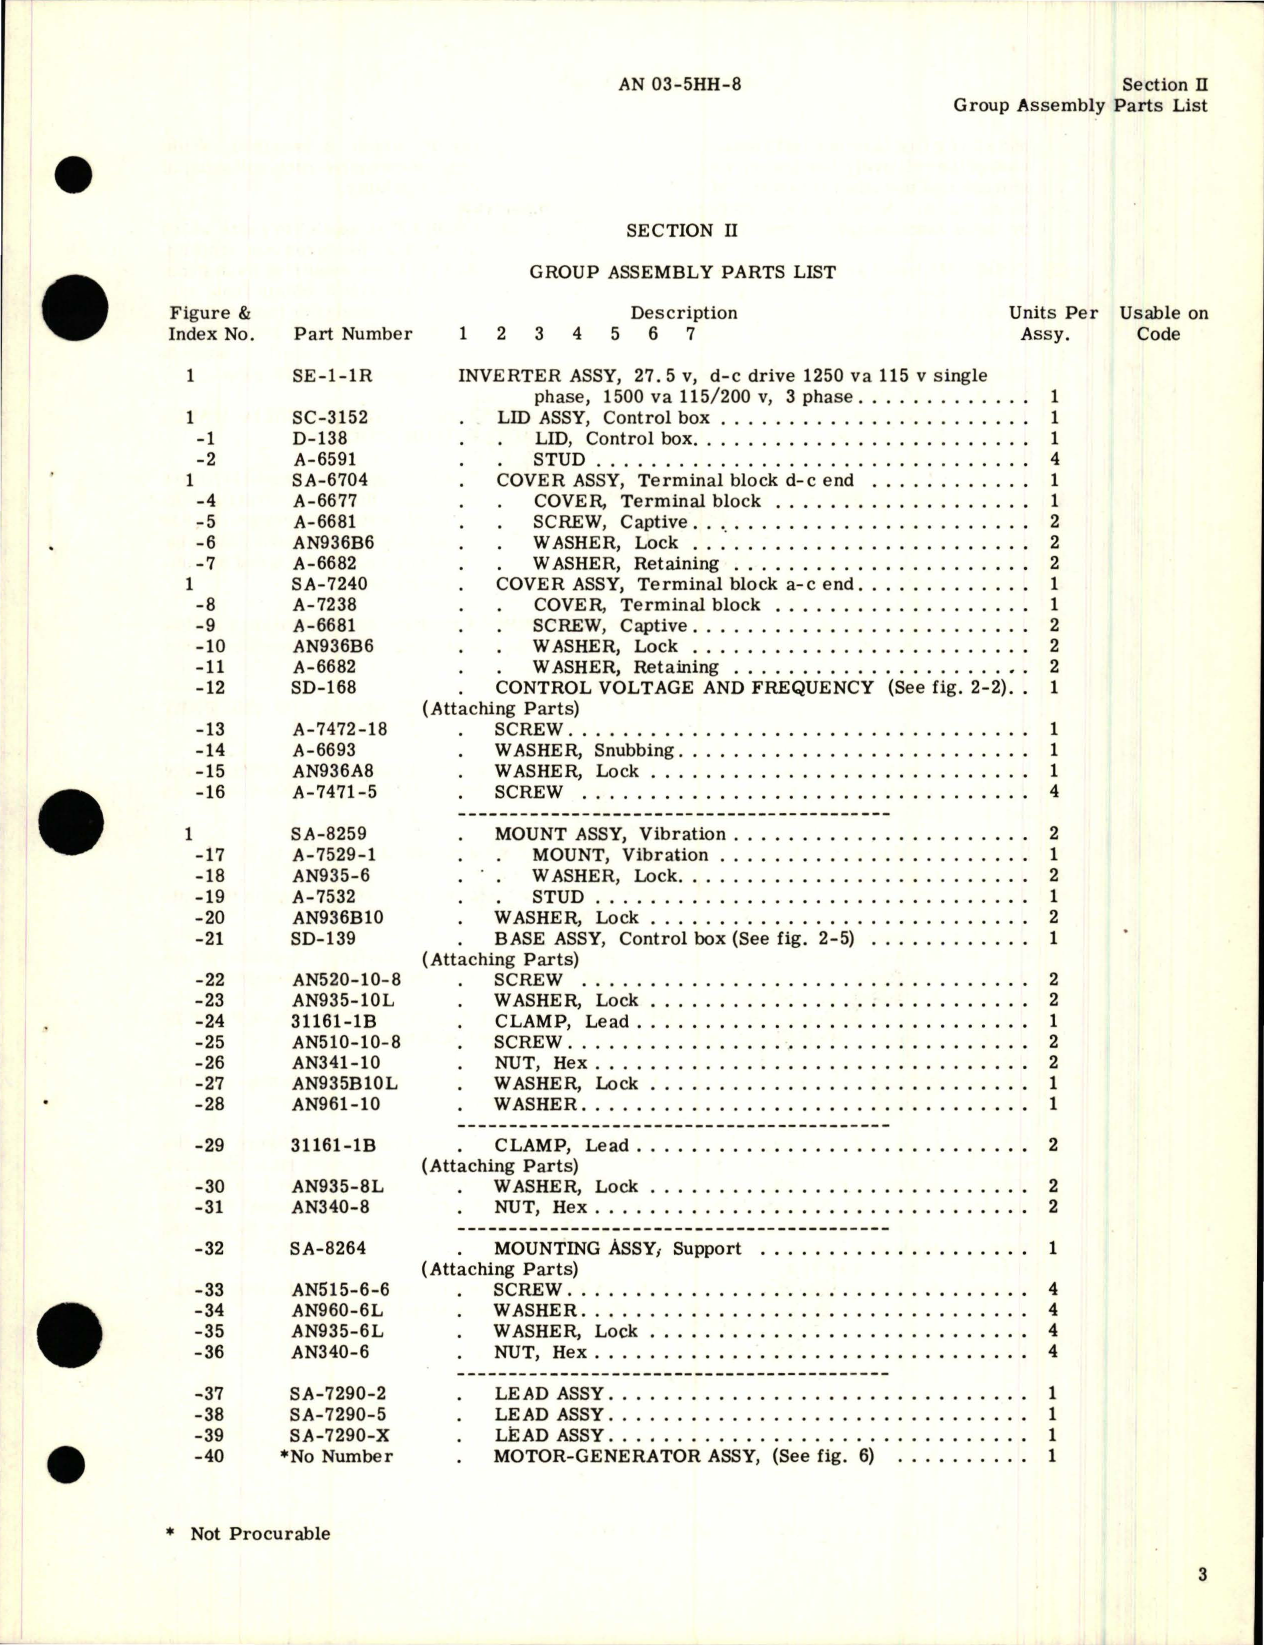 AN 03-5HH-8
Section II
Group Assembly Parts List
SECTION II
GROUP ASSEMBLY PARTS LIST
Figure & Description Units Per Usable on
Index No. Part Number 1 2 3 4 5 6 7 Assy. Code
1 SE-1-1R INVERTER ASSY, 27.5 v, d-c drive 1250 va 115 v single
phase, 1500 va 115/200 v, 3 phase............. 1
1 SC-3152 . LID ASSY, Control box ....................... 1
-1 D-138 . . LID, Control box......................... 1
-2 A-6591 . . STUD ................................ 4
1 SA-6704 . COVER ASSY, Terminal block d-c end ............ 1
-4 A-6677 . . COVER, Terminal block ................... 1
-5 A-6681 . . SCREW, Captive......................... 2
-6 AN936B6 . . WASHER, Lock ......................... 2
-7 A-6682 . . WASHER, Retaining ...................... 2
1 SA-7240 . COVER ASSY, Terminal block a-c end............. 1
-8 A-7238 . . COVER, Terminal block ................... 1
-9 A-6681 . . SCREW, Captive......................... 2
-10 AN936B6 . . WASHER, Lock ......................... 2
-11 A-6682 . . WASHER, Retaining ...................... 2
-12 SD-168 . CONTROL VOLTAGE AND FREQUENCY (See fig. 2-2). . 1
(Attaching Parts)
-13 A-7472-18 . SCREW.................................. 1
-14 A-6693 . WASHER, Snubbing.......................... 1
-15 AN936A8 . WASHER, Lock ............................ 1
-16 A-7471-5 . SCREW ................................. 4
----------------------------------------
1 SA-8259 . MOUNT ASSY, Vibration ...................... 2
-17 A-7529-1 . . MOUNT, Vibration ....................... 1
-18 AN935-6 . . WASHER, Lock.......................... 2
-19 A-7532 . . STUD ................................ 1
-20 AN936B10 . WASHER, Lock ............................ 2
-21 SD-139 . BASE ASSY, Control box (See fig. 2-5) ............ 1
(Attaching Parts)
-22 AN520-10-8 . SCREW ................................. 2
-23 AN935-10L . WASHER, Lock ............................ 2
-24 31161-1B . CLAMP, Lead ............................. 1
-25 AN510-10-8 . SCREW.................................. 2
-26 AN341-10 . NUT, Hex ................................ 2
-27 AN935B10L . WASHER, Lock ............................ 1
-28 AN961-10 . WASHER................................. 1
----------------------------------------
-29 31161-1B . CLAMP, Lead ............................. 2
(Attaching Parts)
-30 AN935-8L . WASHER, Lock ............................ 2
-31 AN340-8 . NUT, Hex ................................ 2
----------------------------------------
-32 SA-8264 . MOUNTING ASSY, Support .................... 1
(Attaching Parts)
-33 AN515-6-6 . SCREW.................................. 4
-34 AN960-6L . WASHER................................. 4
-35 AN935-6L . WASHER, Lock ............................ 4
-36 AN340-6 . NUT, Hex ................................ 4
----------------------------------------
-37 SA-7290-2 . LEAD ASSY............................... 1
-38 SA-7290-5 . LEAD ASSY............................... 1
-39 SA-7290-X . LEAD ASSY............................... 1
-40 *No Number . MOTOR-GENERATOR ASSY, (See fig. 6) .......... 1
* Not Procurable
3